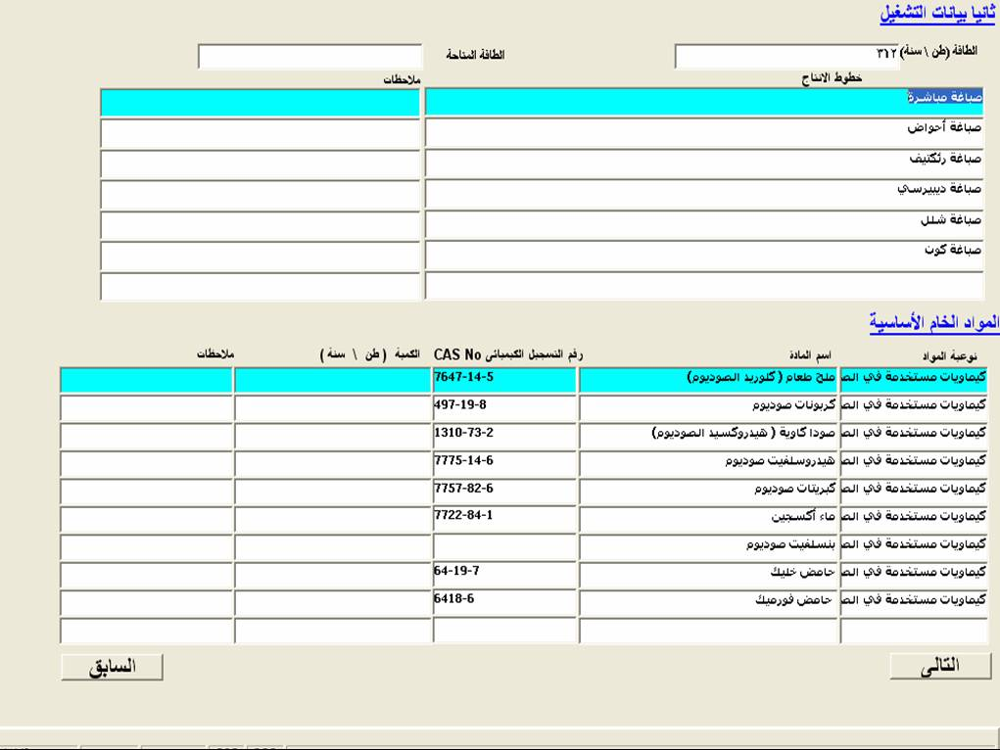 ثانيا بيانات التشغيل
الطاقة (طن \ سنة) ٣١٢ الطاقة المتاحة
خطوط الانتاج ملاحظات
صباغة مباشرة
صباغة أحواض
صباغة رئكتيف
صباغة ديبيرسي
صباغة شلل
صباغة كون
المواد الخام الأساسية
نوعية المواد اسم المادة رقم التسجيل الكيميائى CAS No الكمية ( طن \ سنة ) ملاحظات
كيماويات مستخدمة في الص ملح طعام ( كلوريد الصوديوم) 7647-14-5
كيماويات مستخدمة في الص كربونات صوديوم 497-19-8
كيماويات مستخدمة في الص صودا كاوية ( هيدروكسيد الصوديوم) 1310-73-2
كيماويات مستخدمة في الص هيدروسلفيت صوديوم 7775-14-6
كيماويات مستخدمة في الص كبريتات صوديوم 7757-82-6
كيماويات مستخدمة في الص ماء أكسجين 7722-84-1
كيماويات مستخدمة في الص بنسلفيت صوديوم
كيماويات مستخدمة في الص حامض خليك 64-19-7
كيماويات مستخدمة في الص حامض فورميك 6418-6
التالى السابق